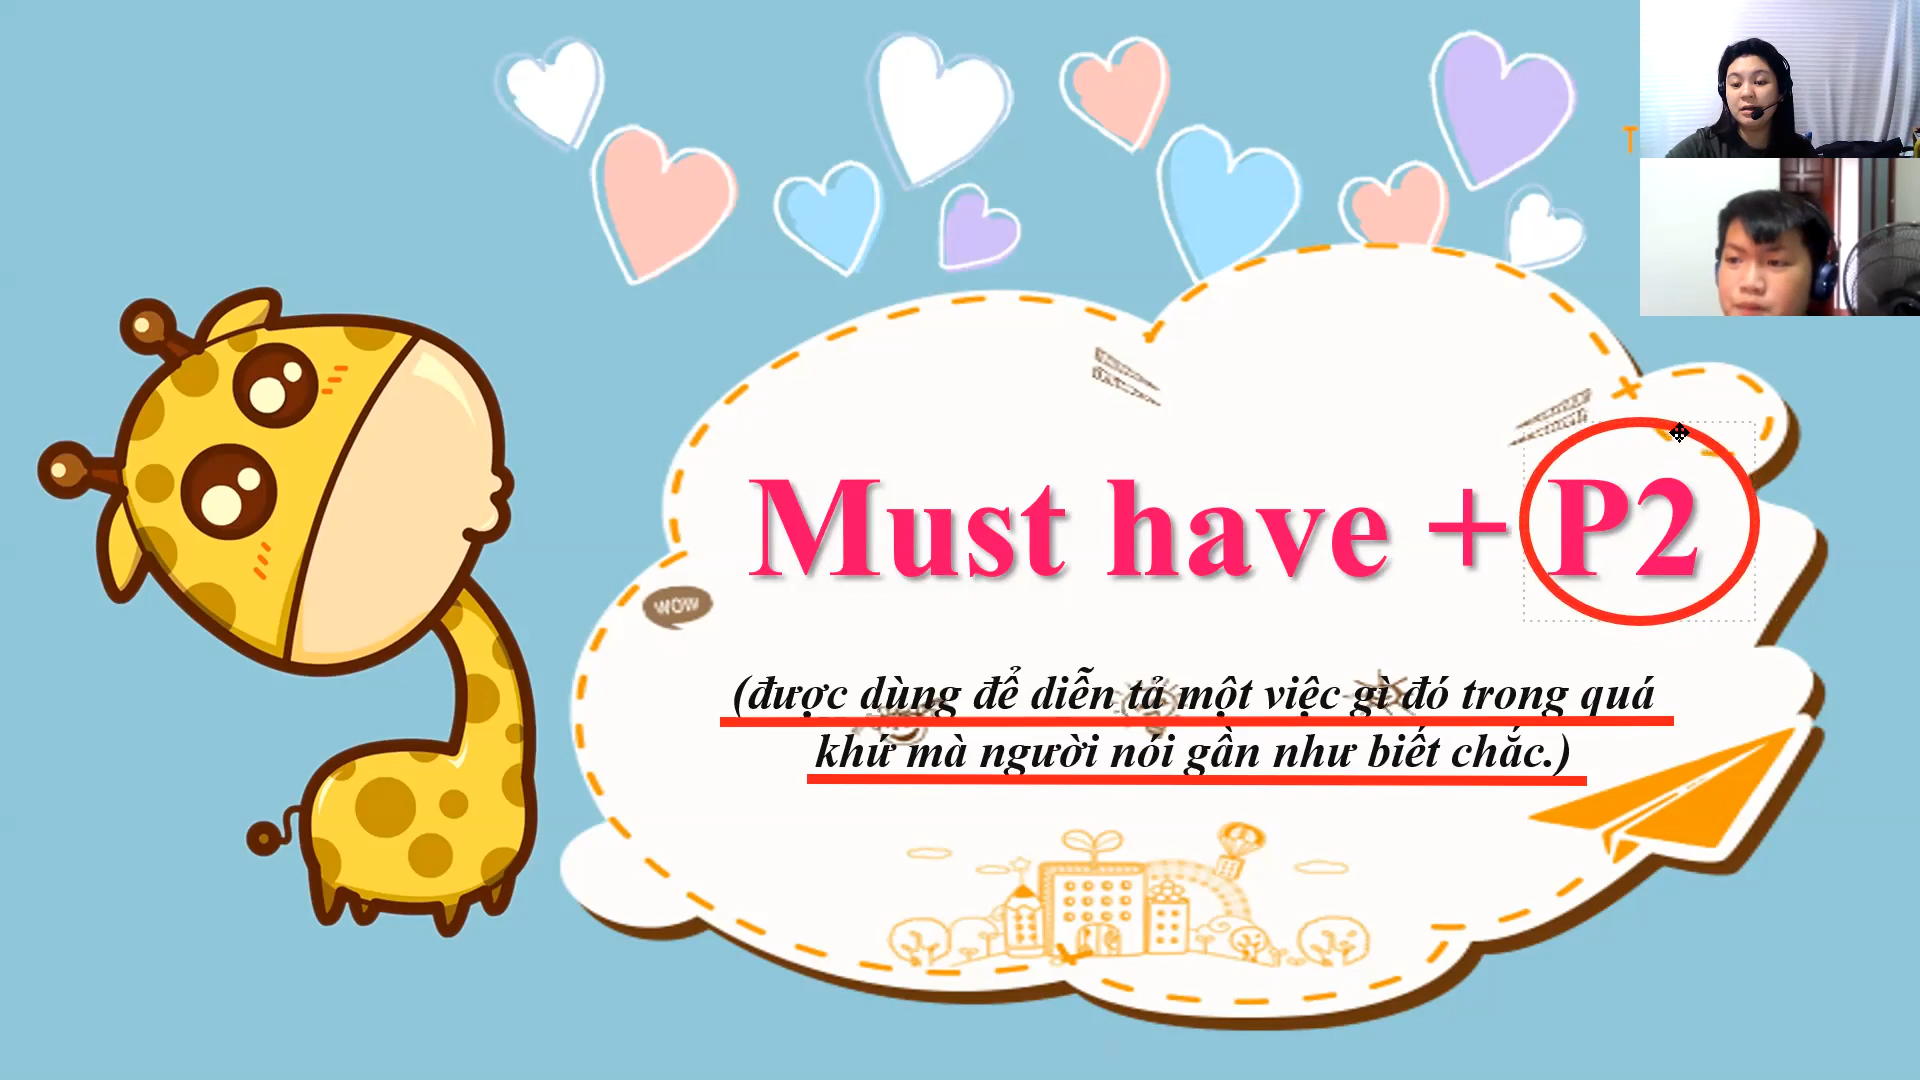 T
Must have + P2
WOW
(được dùng để diễn tả một việc gì đó trong quá
khứ mà người nói gần như biết chắc.)